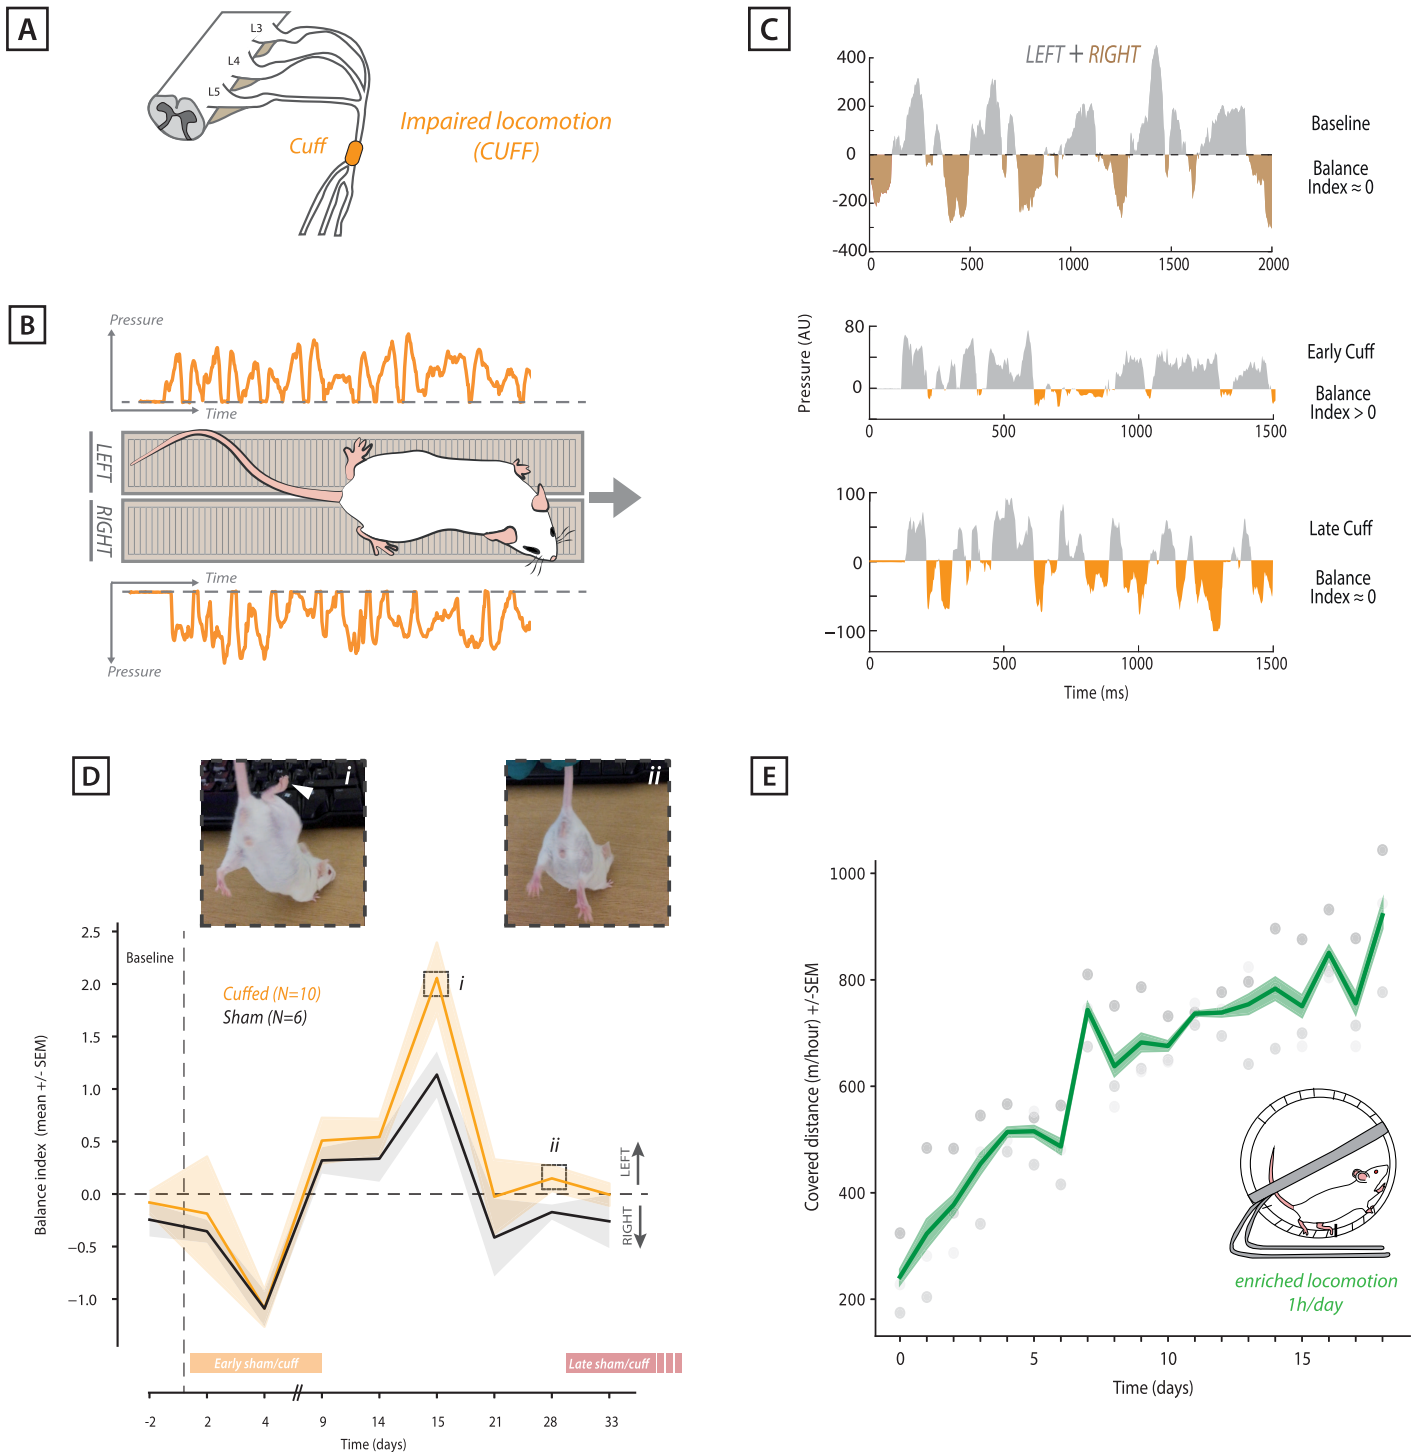 A
L3
L4
L5
Cuff
Impaired locomotion
(CUFF)
B
Pressure
Time
LEFT
RIGHT
Time
Pressure
C
LEFT + RIGHT
400
200
0
-200
-400
0
500
1000
1500
2000
Baseline
Balance
Index ≈ 0
Pressure (AU)
80
0
0
500
1000
1500
Early Cuff
Balance
Index > 0
100
0
−100
0
500
1000
1500
Time (ms)
Late Cuff
Balance
Index ≈ 0
D
i
ii
Balance index (mean +/- SEM)
2.5
2.0
1.5
1.0
0.5
0.0
−0.5
−1.0
Baseline
Cuffed (N=10)
Sham (N=6)
i
ii
LEFT
RIGHT
Early sham/cuff
Late sham/cuff
-2
2
4
9
14
15
21
28
33
Time (days)
E
Covered distance (m/hour) +/-SEM
1000
800
600
400
200
0
5
10
15
Time (days)
enriched locomotion
1h/day